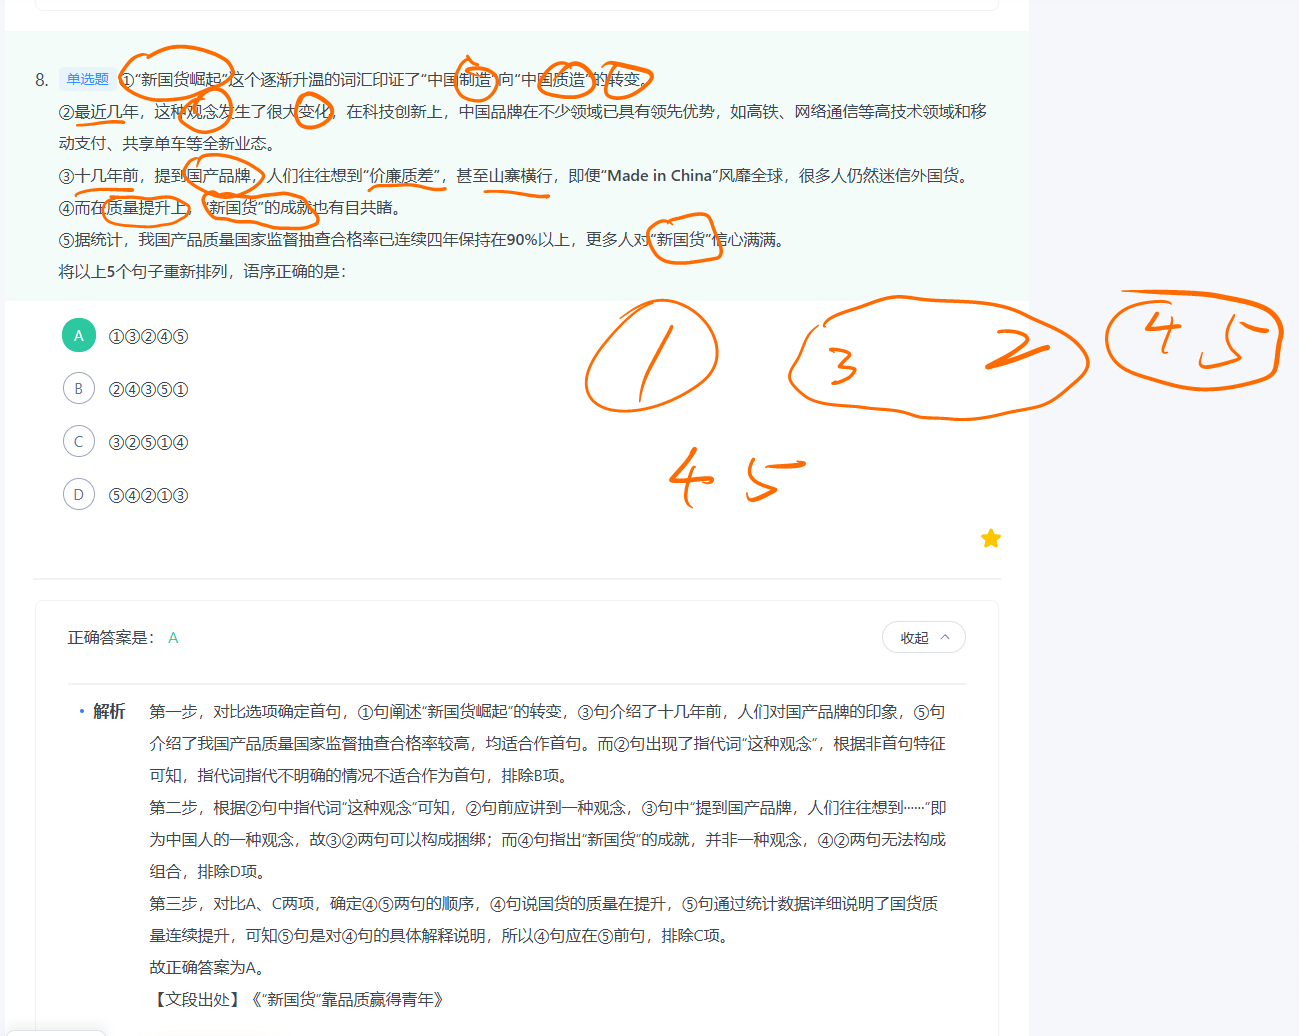 8. 单选题 ①“新国货崛起”这个逐渐升温的词汇印证了“中国制造”向“中国质造”的转变。
②最近几年，这种观念发生了很大变化，在科技创新上，中国品牌在不少领域已具有领先优势，如高铁、网络通信等高技术领域和移
动支付、共享单车等全新业态。
③十几年前，提到国产品牌，人们往往想到“价廉质差”，甚至山寨横行，即便“Made in China”风靡全球，很多人仍然迷信外国货。
④而在质量提升上，“新国货”的成就也有目共睹。
⑤据统计，我国产品质量国家监督抽查合格率已连续四年保持在90%以上，更多人对“新国货”信心满满。
将以上5个句子重新排列，语序正确的是：
A ①③②④⑤
B ②④③⑤①
C ③②⑤①④
D ⑤④②①③
1 3 2 4 5
4 5
正确答案是： A
收起
解析 第一步，对比选项确定首句，①句阐述“新国货崛起”的转变，③句介绍了十几年前，人们对国产品牌的印象，⑤句
介绍了我国产品质量国家监督抽查合格率较高，均适合作首句。而②句出现了指代词“这种观念”，根据非首句特征
可知，指代词指代不明确的情况不适合作为首句，排除B项。
第二步，根据②句中指代词“这种观念”可知，②句前应讲到一种观念，③句中“提到国产品牌，人们往往想到……”即
为中国人的一种观念，故③②两句可以构成捆绑；而④句指出“新国货”的成就，并非一种观念，④②两句无法构成
组合，排除D项。
第三步，对比A、C两项，确定④⑤两句的顺序，④句说国货的质量在提升，⑤句通过统计数据详细说明了国货质
量连续提升，可知⑤句是对④句的具体解释说明，所以④句应在⑤前句，排除C项。
故正确答案为A。
【文段出处】《“新国货”靠品质赢得青年》